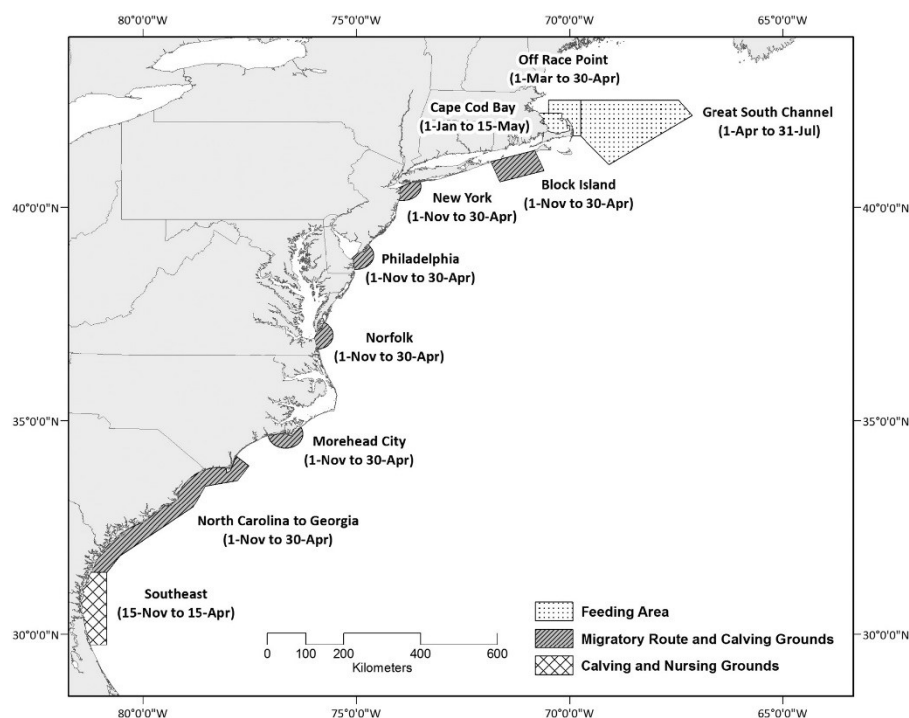 80°0'0"W 75°0'0"W 70°0'0"W 65°0'0"W
Off Race Point
(1-Mar to 30-Apr)
Cape Cod Bay
(1-Jan to 15-May)
Great South Channel
(1-Apr to 31-Jul)
Block Island
(1-Nov to 30-Apr)
New York
(1-Nov to 30-Apr)
40°0'0"N
40°0'0"N
Philadelphia
(1-Nov to 30-Apr)
Norfolk
(1-Nov to 30-Apr)
35°0'0"N
35°0'0"N
Morehead City
(1-Nov to 30-Apr)
North Carolina to Georgia
(1-Nov to 30-Apr)
Southeast
(15-Nov to 15-Apr)
30°0'0"N
30°0'0"N
0 100 200 400 600
Kilometers
Feeding Area
Migratory Route and Calving Grounds
Calving and Nursing Grounds
80°0'0"W 75°0'0"W 70°0'0"W 65°0'0"W